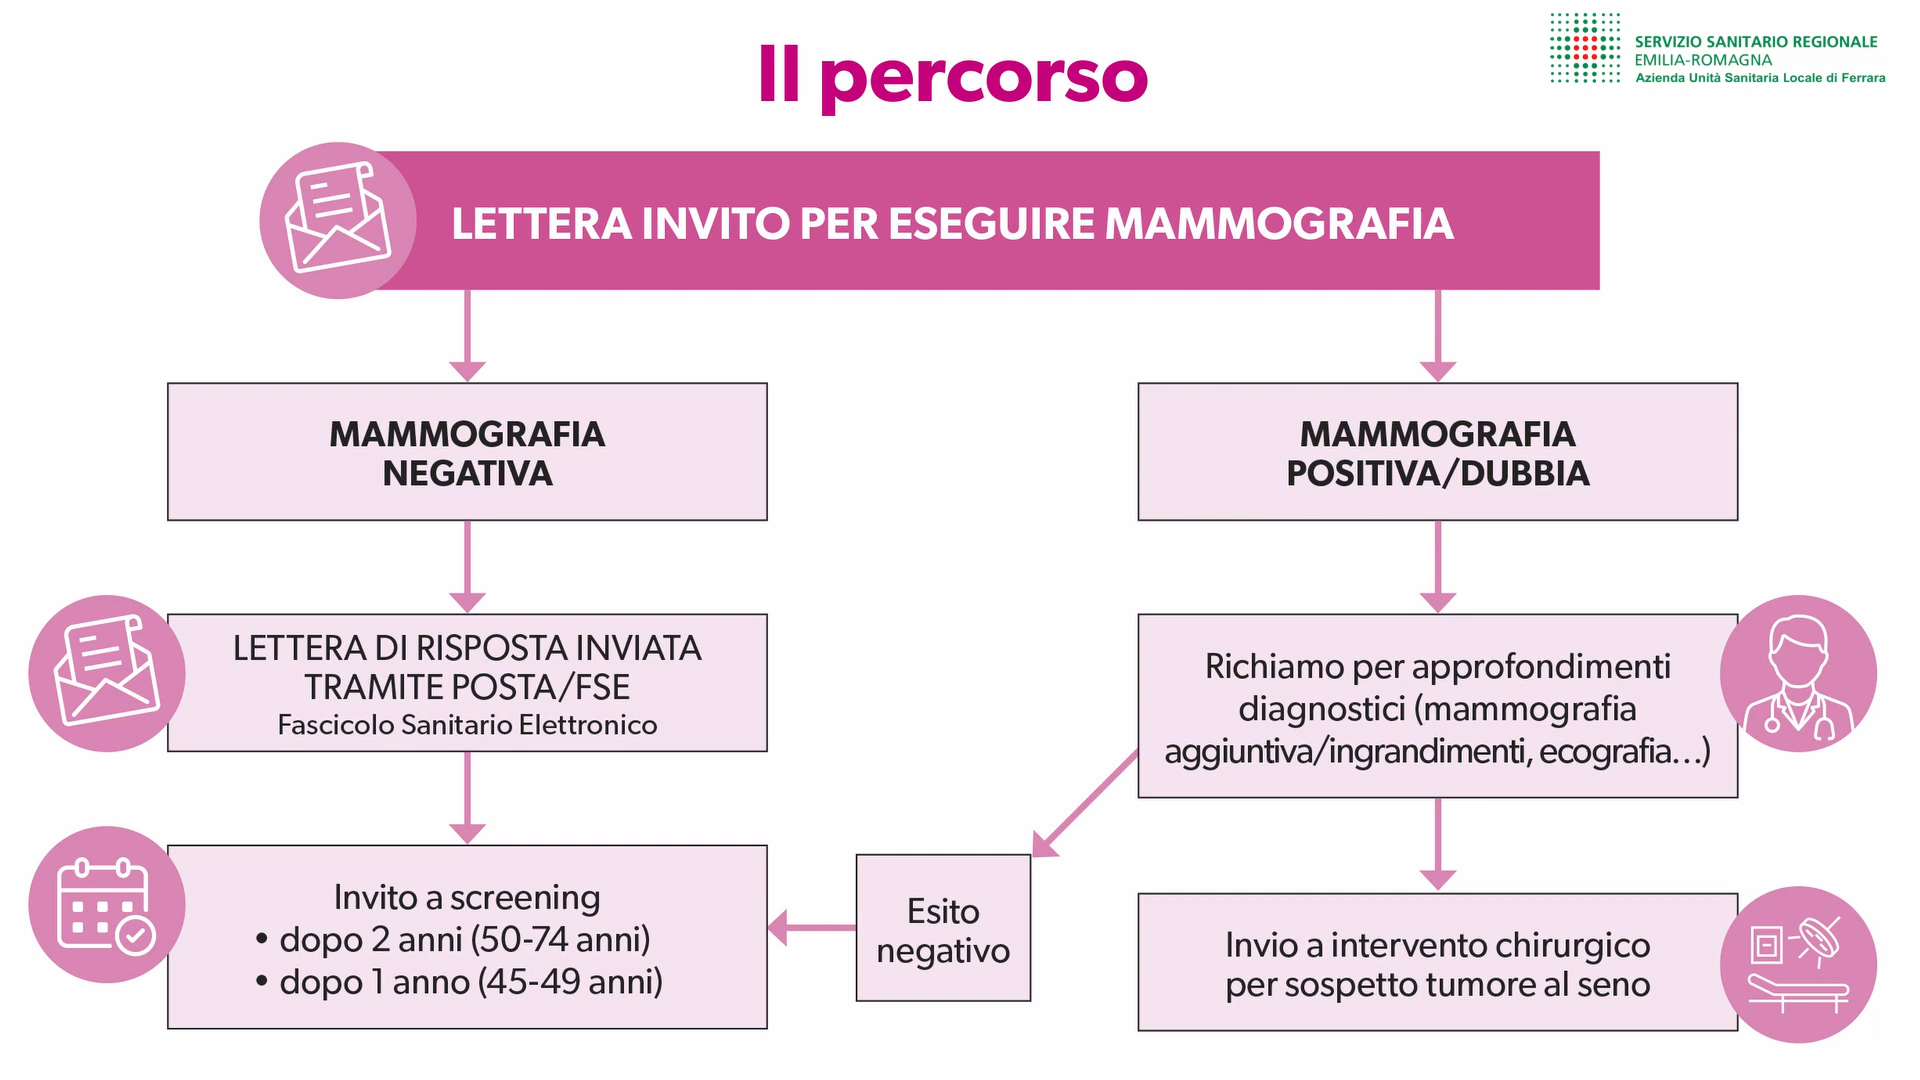 Il percorso
SERVIZIO SANITARIO REGIONALE
EMILIA-ROMAGNA
Azienda Unità Sanitaria Locale di Ferrara
LETTERA INVITO PER ESEGUIRE MAMMOGRAFIA
MAMMOGRAFIA
NEGATIVA
MAMMOGRAFIA
POSITIVA/DUBBIA
LETTERA DI RISPOSTA INVIATA
TRAMITE POSTA/FSE
Fascicolo Sanitario Elettronico
Richiamo per approfondimenti
diagnostici (mammografia
aggiuntiva/ingrandimenti, ecografia...)
Invito a screening
• dopo 2 anni (50-74 anni)
• dopo 1 anno (45-49 anni)
Esito
negativo
Invio a intervento chirurgico
per sospetto tumore al seno